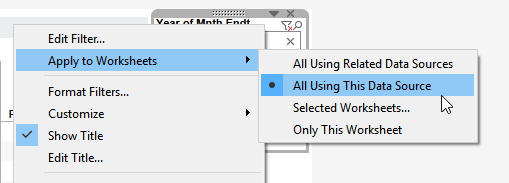 Year of Mnth Endt
Edit Filter...
Apply to Worksheets
All Using Related Data Sources
All Using This Data Source
Format Filters...
Selected Worksheets...
Customize
Only This Worksheet
Show Title
Edit Title...